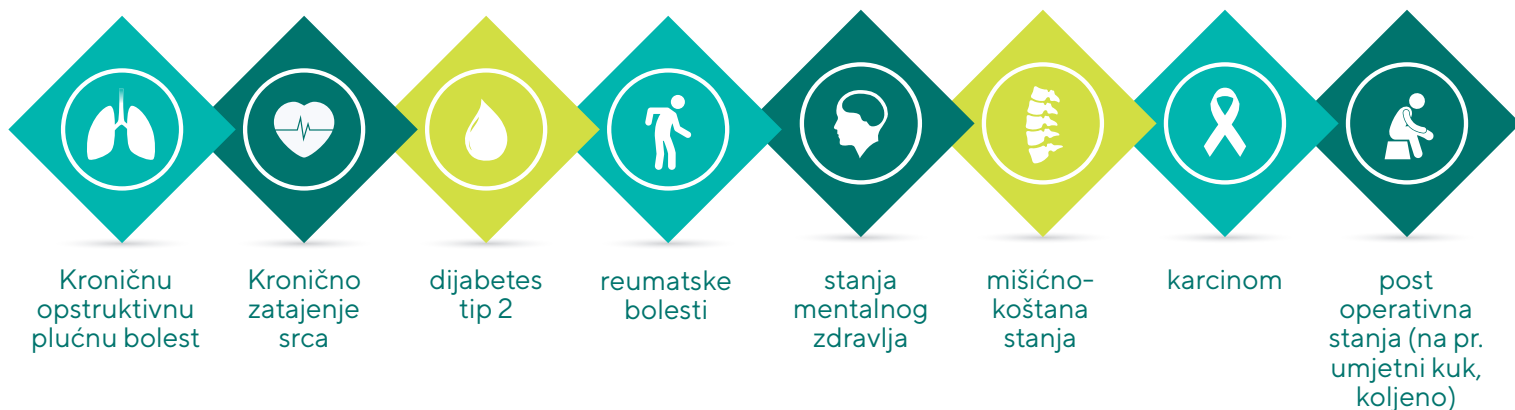 Kroničnu
opstruktivnu
plućnu bolest
Kronično
zatajenje
srca
dijabetes
tip 2
reumatske
bolesti
stanja
mentalnog
zdravlja
mišićno-
koštana
stanja
karcinom
post
operativna
stanja (na pr.
umjetni kuk,
koljeno)